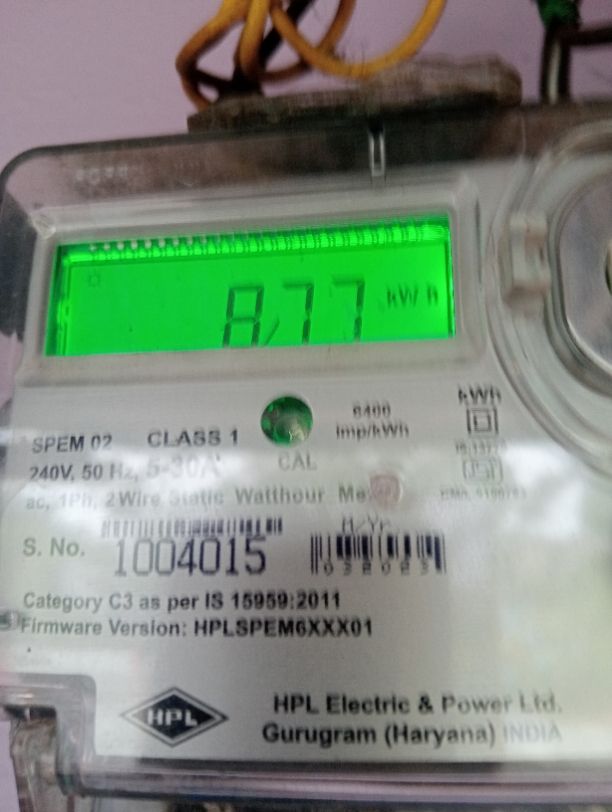 877 kWh
kWh
6400
imp/kWh
SPEM 02 CLASS 1
CAL
240V, 50 Hz, 5-30A
ac, 1Ph, 2 Wire Static Watthour
M/Yr.
S. No. 1004015
032023
Category C3 as per IS 15959:2011
Firmware Version: HPLSPEM6XXX01
HPL
HPL Electric & Power Ltd.
Gurugram (Haryana) INDIA